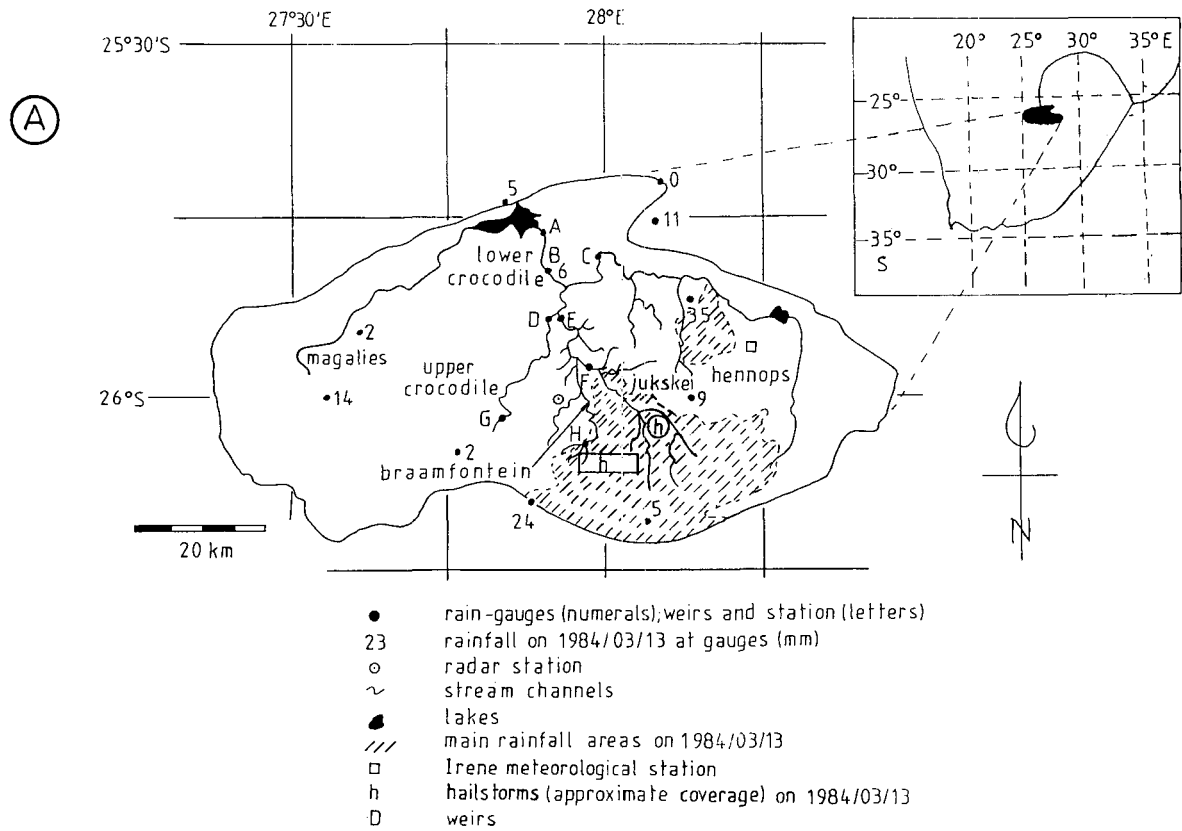 27°30'E 28°E
25°30'S
A
20° 25° 30° 35°E
25°
30°
35°
S
0
5
11
A
B
C
lower
crocodile
6
35
D E
2
magalies
upper
crocodile
F
jukskei
hennops
26°S
14
9
G
h
H
2
h
braamfontein
24
5
20 km
N
rain-gauges (numerals); weirs and station (letters)
23 rainfall on 1984/03/13 at gauges (mm)
radar station
stream channels
lakes
main rainfall areas on 1984/03/13
Irene meteorological station
h hailstorms (approximate coverage) on 1984/03/13
D weirs